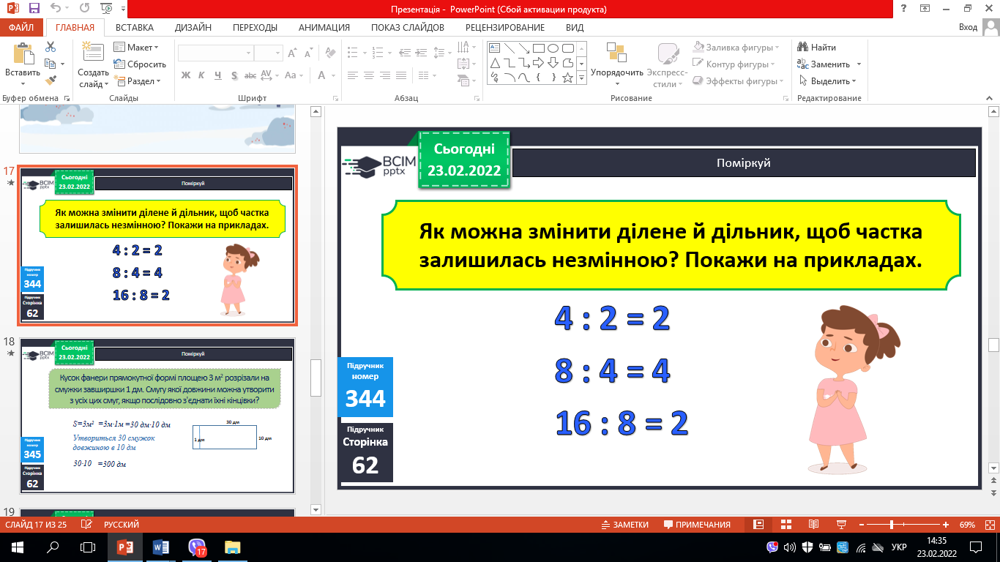 Презентація - PowerPoint (Сбой активации продукта)
ФАЙЛ ГЛАВНАЯ ВСТАВКА ДИЗАЙН ПЕРЕХОДЫ АНИМАЦИЯ ПОКАЗ СЛАЙДОВ РЕЦЕНЗИРОВАНИЕ ВИД Вход
Вставить
Буфер обмена
Создать слайд
Макет
Сбросить
Раздел
Слайды
Ж К Ч S abc AV Aa A
Шрифт
Абзац
Упорядочить
Экспресс-стили
Заливка фигуры
Контур фигуры
Эффекты фигуры
Рисование
Найти
Заменить
Выделить
Редактирование
17
ВСІМ
pptx
Сьогодні
23.02.2022
Поміркуй
Як можна змінити ділене й дільник, щоб частка
залишилась незмінною? Покажи на прикладах.
4 : 2 = 2
8 : 4 = 4
16 : 8 = 2
Підручник
номер
344
Підручник
Сторінка
62
18
ВСІМ
pptx
Сьогодні
23.02.2022
Поміркуй
Кусок фанери прямокутної формі площею 3 м² розрізали на
смужки завширшки 1 дм. Смугу якої довжини можна утворити
з усіх цих смуг, якщо послідовно з'єднати їхні кінцівки?
S=3м² =3м·1м =30 дм·10 дм
Утвориться 30 смужок
довжиною в 10 дм
30·10 =300 дм
30 дм
1 дм
10 дм
Підручник
номер
345
Підручник
Сторінка
62
19
Сьогодні
ВСІМ
pptx
Сьогодні
23.02.2022
Поміркуй
Як можна змінити ділене й дільник, щоб частка
залишилась незмінною? Покажи на прикладах.
4 : 2 = 2
8 : 4 = 4
16 : 8 = 2
Підручник
номер
344
Підручник
Сторінка
62
СЛАЙД 17 ИЗ 25 РУССКИЙ ЗАМЕТКИ ПРИМЕЧАНИЯ 69%
17
УКР
14:35
23.02.2022